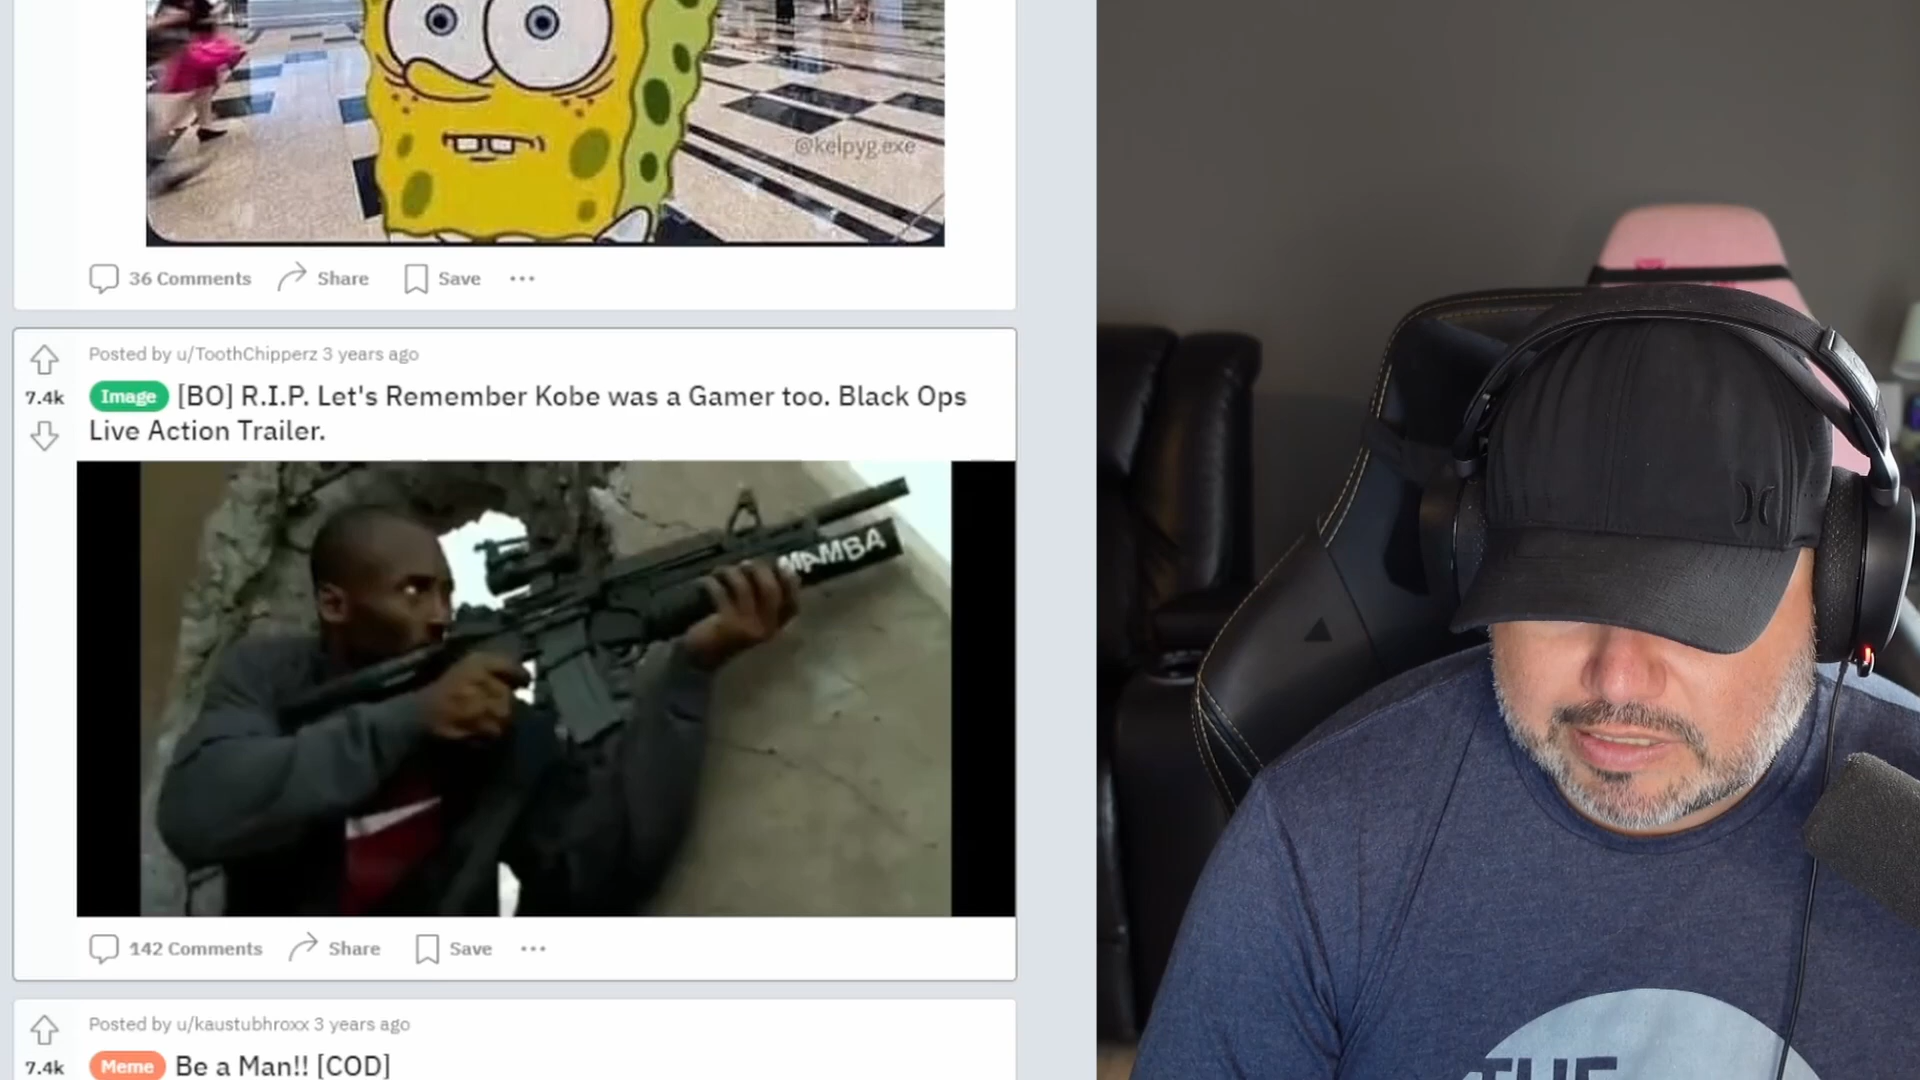 @kelpyg.exe
36 Comments Share Save
Posted by u/ToothChipperz 3 years ago
7.4k
Image [BO] R.I.P. Let's Remember Kobe was a Gamer too. Black Ops
Live Action Trailer.
MAMBA
142 Comments Share Save
Posted by u/kaustubhroxx 3 years ago
7.4k
Meme Be a Man!! [COD]
THE